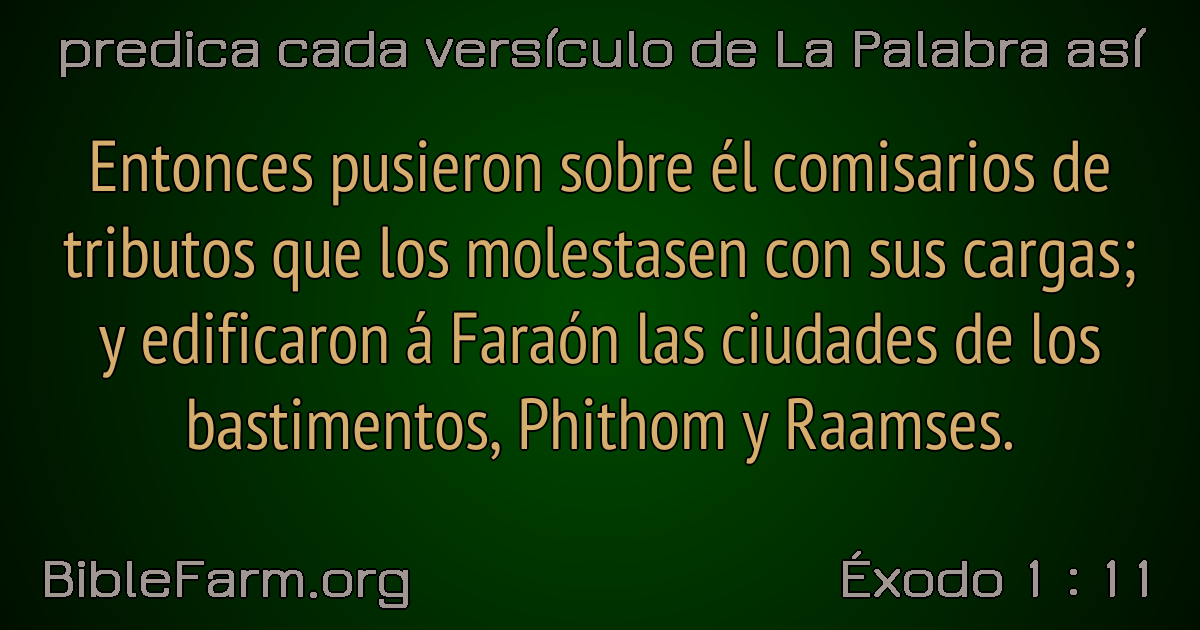 predica cada versículo de La Palabra así
Entonces pusieron sobre él comisarios de
tributos que los molestasen con sus cargas;
y edificaron á Faraón las ciudades de los
bastimentos, Phithom y Raamses.
BibleFarm.org
Éxodo 1 : 11